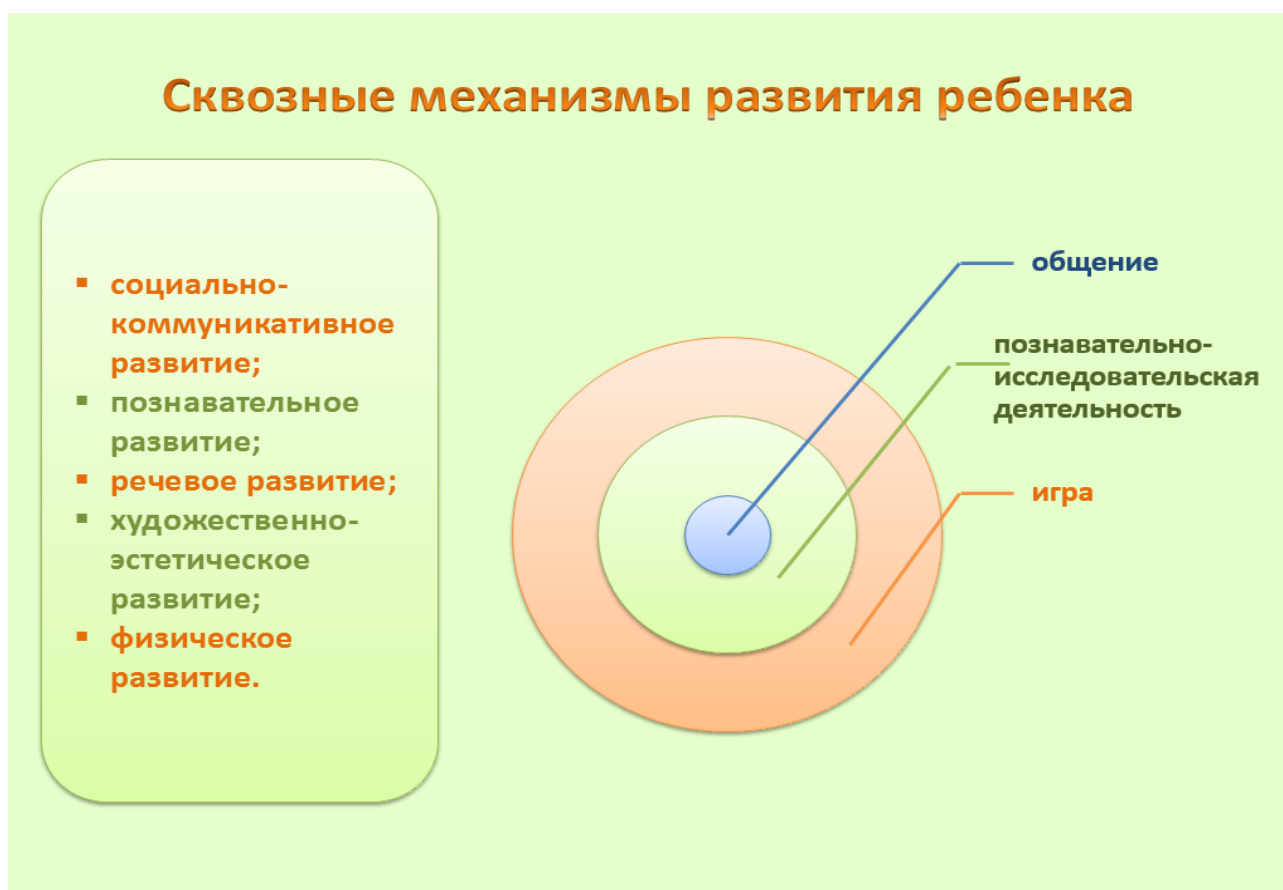 Сквозные механизмы развития ребенка
▪ социально-
коммуникативное
развитие;
▪ познавательное
развитие;
▪ речевое развитие;
▪ художественно-
эстетическое
развитие;
▪ физическое
развитие.
общение
познавательно-
исследовательская
деятельность
игра